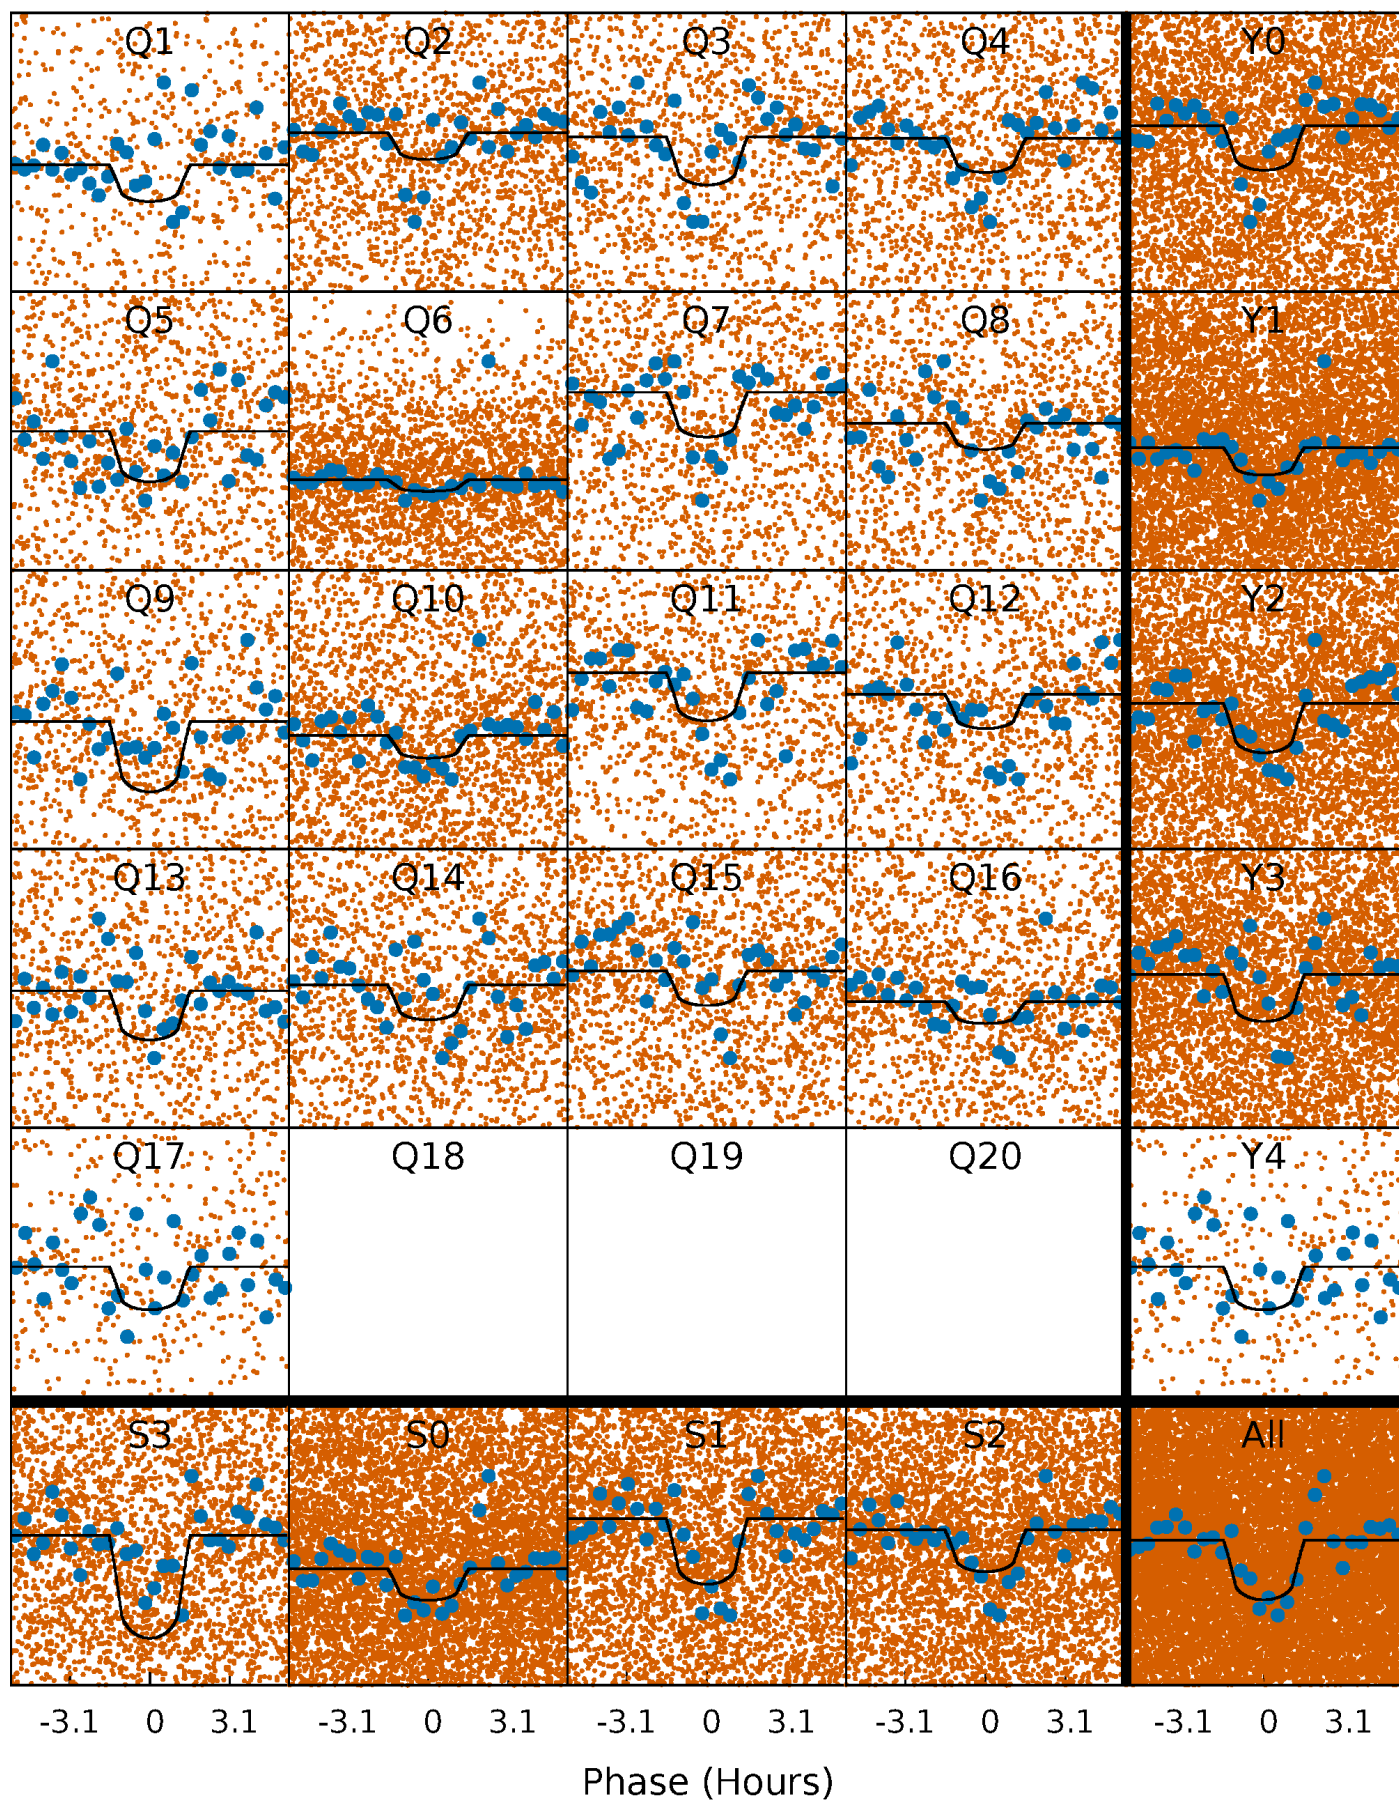 Q1 Q2 Q3 Q4 Y0
Q5 Q6 Q7 Q8 Y1
Q9 Q10 Q11 Q12 Y2
Q13 Q14 Q15 Q16 Y3
Q17 Q18 Q19 Q20 Y4
S3 S0 S1 S2 All
-3.1 0 3.1 -3.1 0 3.1 -3.1 0 3.1 -3.1 0 3.1 -3.1 0 3.1
Phase (Hours)